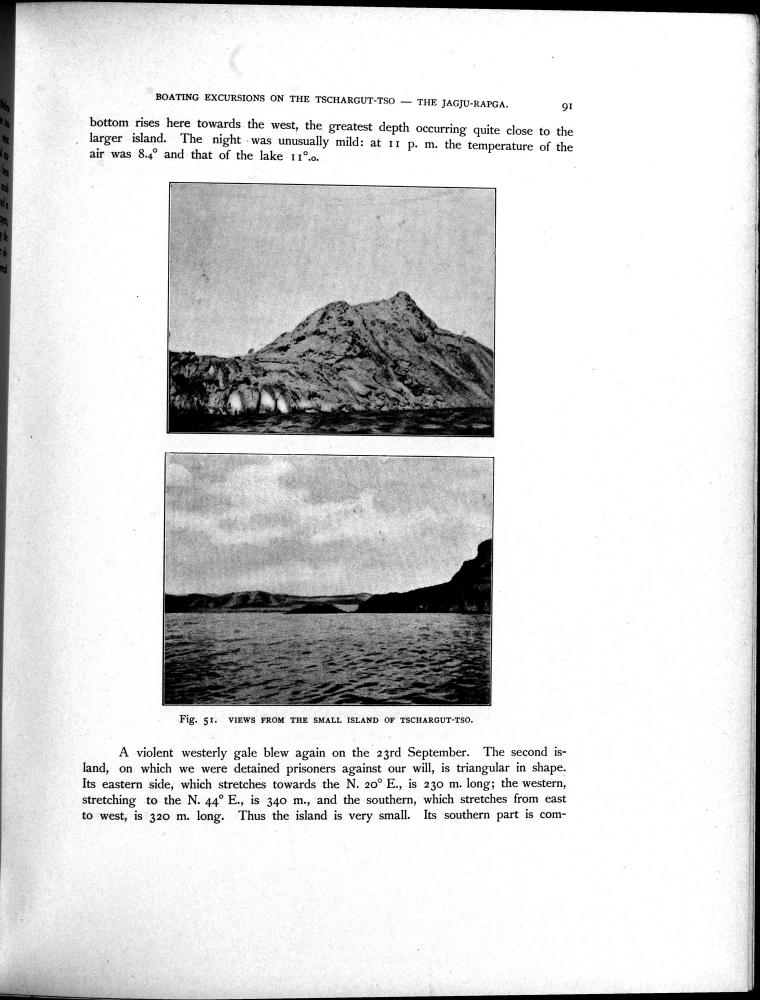 BOATING EXCURSIONS ON THE TSCHARGUT-TSO — THE JAGJU-RAPGA. 91
bottom rises here towards the west, the greatest depth occurring quite close to the
larger island. The night was unusually mild: at 11 p. m. the temperature of the
air was 8.4° and that of the lake 11°.0.
Fig. 51. VIEWS FROM THE SMALL ISLAND OF TSCHARGUT-TSO.
A violent westerly gale blew again on the 23rd September. The second is-
land, on which we were detained prisoners against our will, is triangular in shape.
Its eastern side, which stretches towards the N. 20° E., is 230 m. long; the western,
stretching to the N. 44° E., is 340 m., and the southern, which stretches from east
to west, is 320 m. long. Thus the island is very small. Its southern part is com-